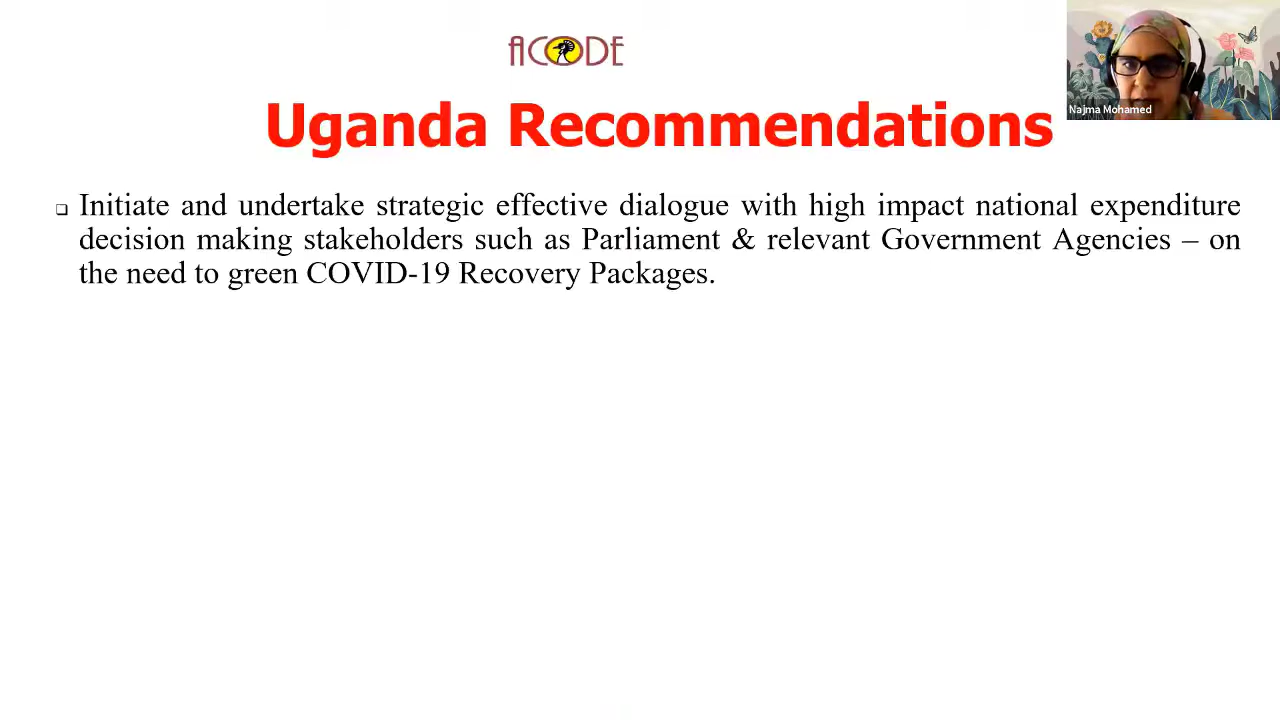 ACODE
Najma Mohamed
Uganda Recommendations
❑ Initiate and undertake strategic effective dialogue with high impact national expenditure
decision making stakeholders such as Parliament & relevant Government Agencies – on
the need to green COVID-19 Recovery Packages.